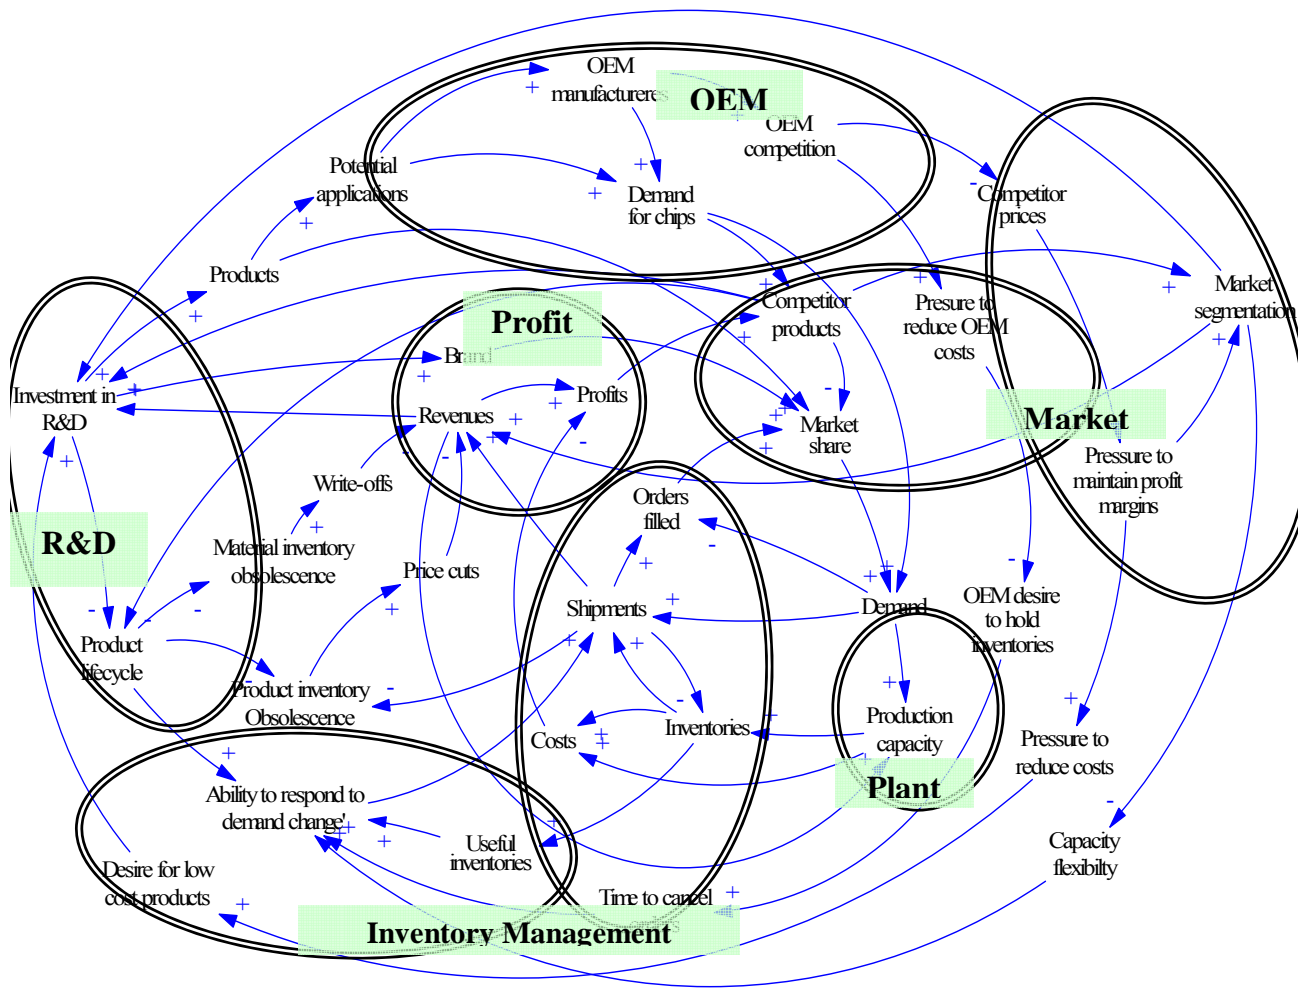 OEM
manufactureres
OEM
OEM
competition
Potential
applications
Demand
for chips
Competitor
prices
Products
Market
segmentation
Competitor
products
Presure to
reduce OEM
costs
Profit
Brand
Investment in
R&D
Revenues
Profits
Market
share
Market
Pressure to
maintain profit
margins
Write-offs
Orders
filled
R&D
Material inventory
obsolescence
Price cuts
Shipments
Demand
OEM desire
to hold
inventories
Product
lifecycle
Product inventory
Obsolescence
Costs
Inventories
Production
capacity
Pressure to
reduce costs
Plant
Ability to respond to
demand change'
Useful
inventories
Capacity
flexibilty
Desire for low
cost products
Time to cancel
Inventory Management